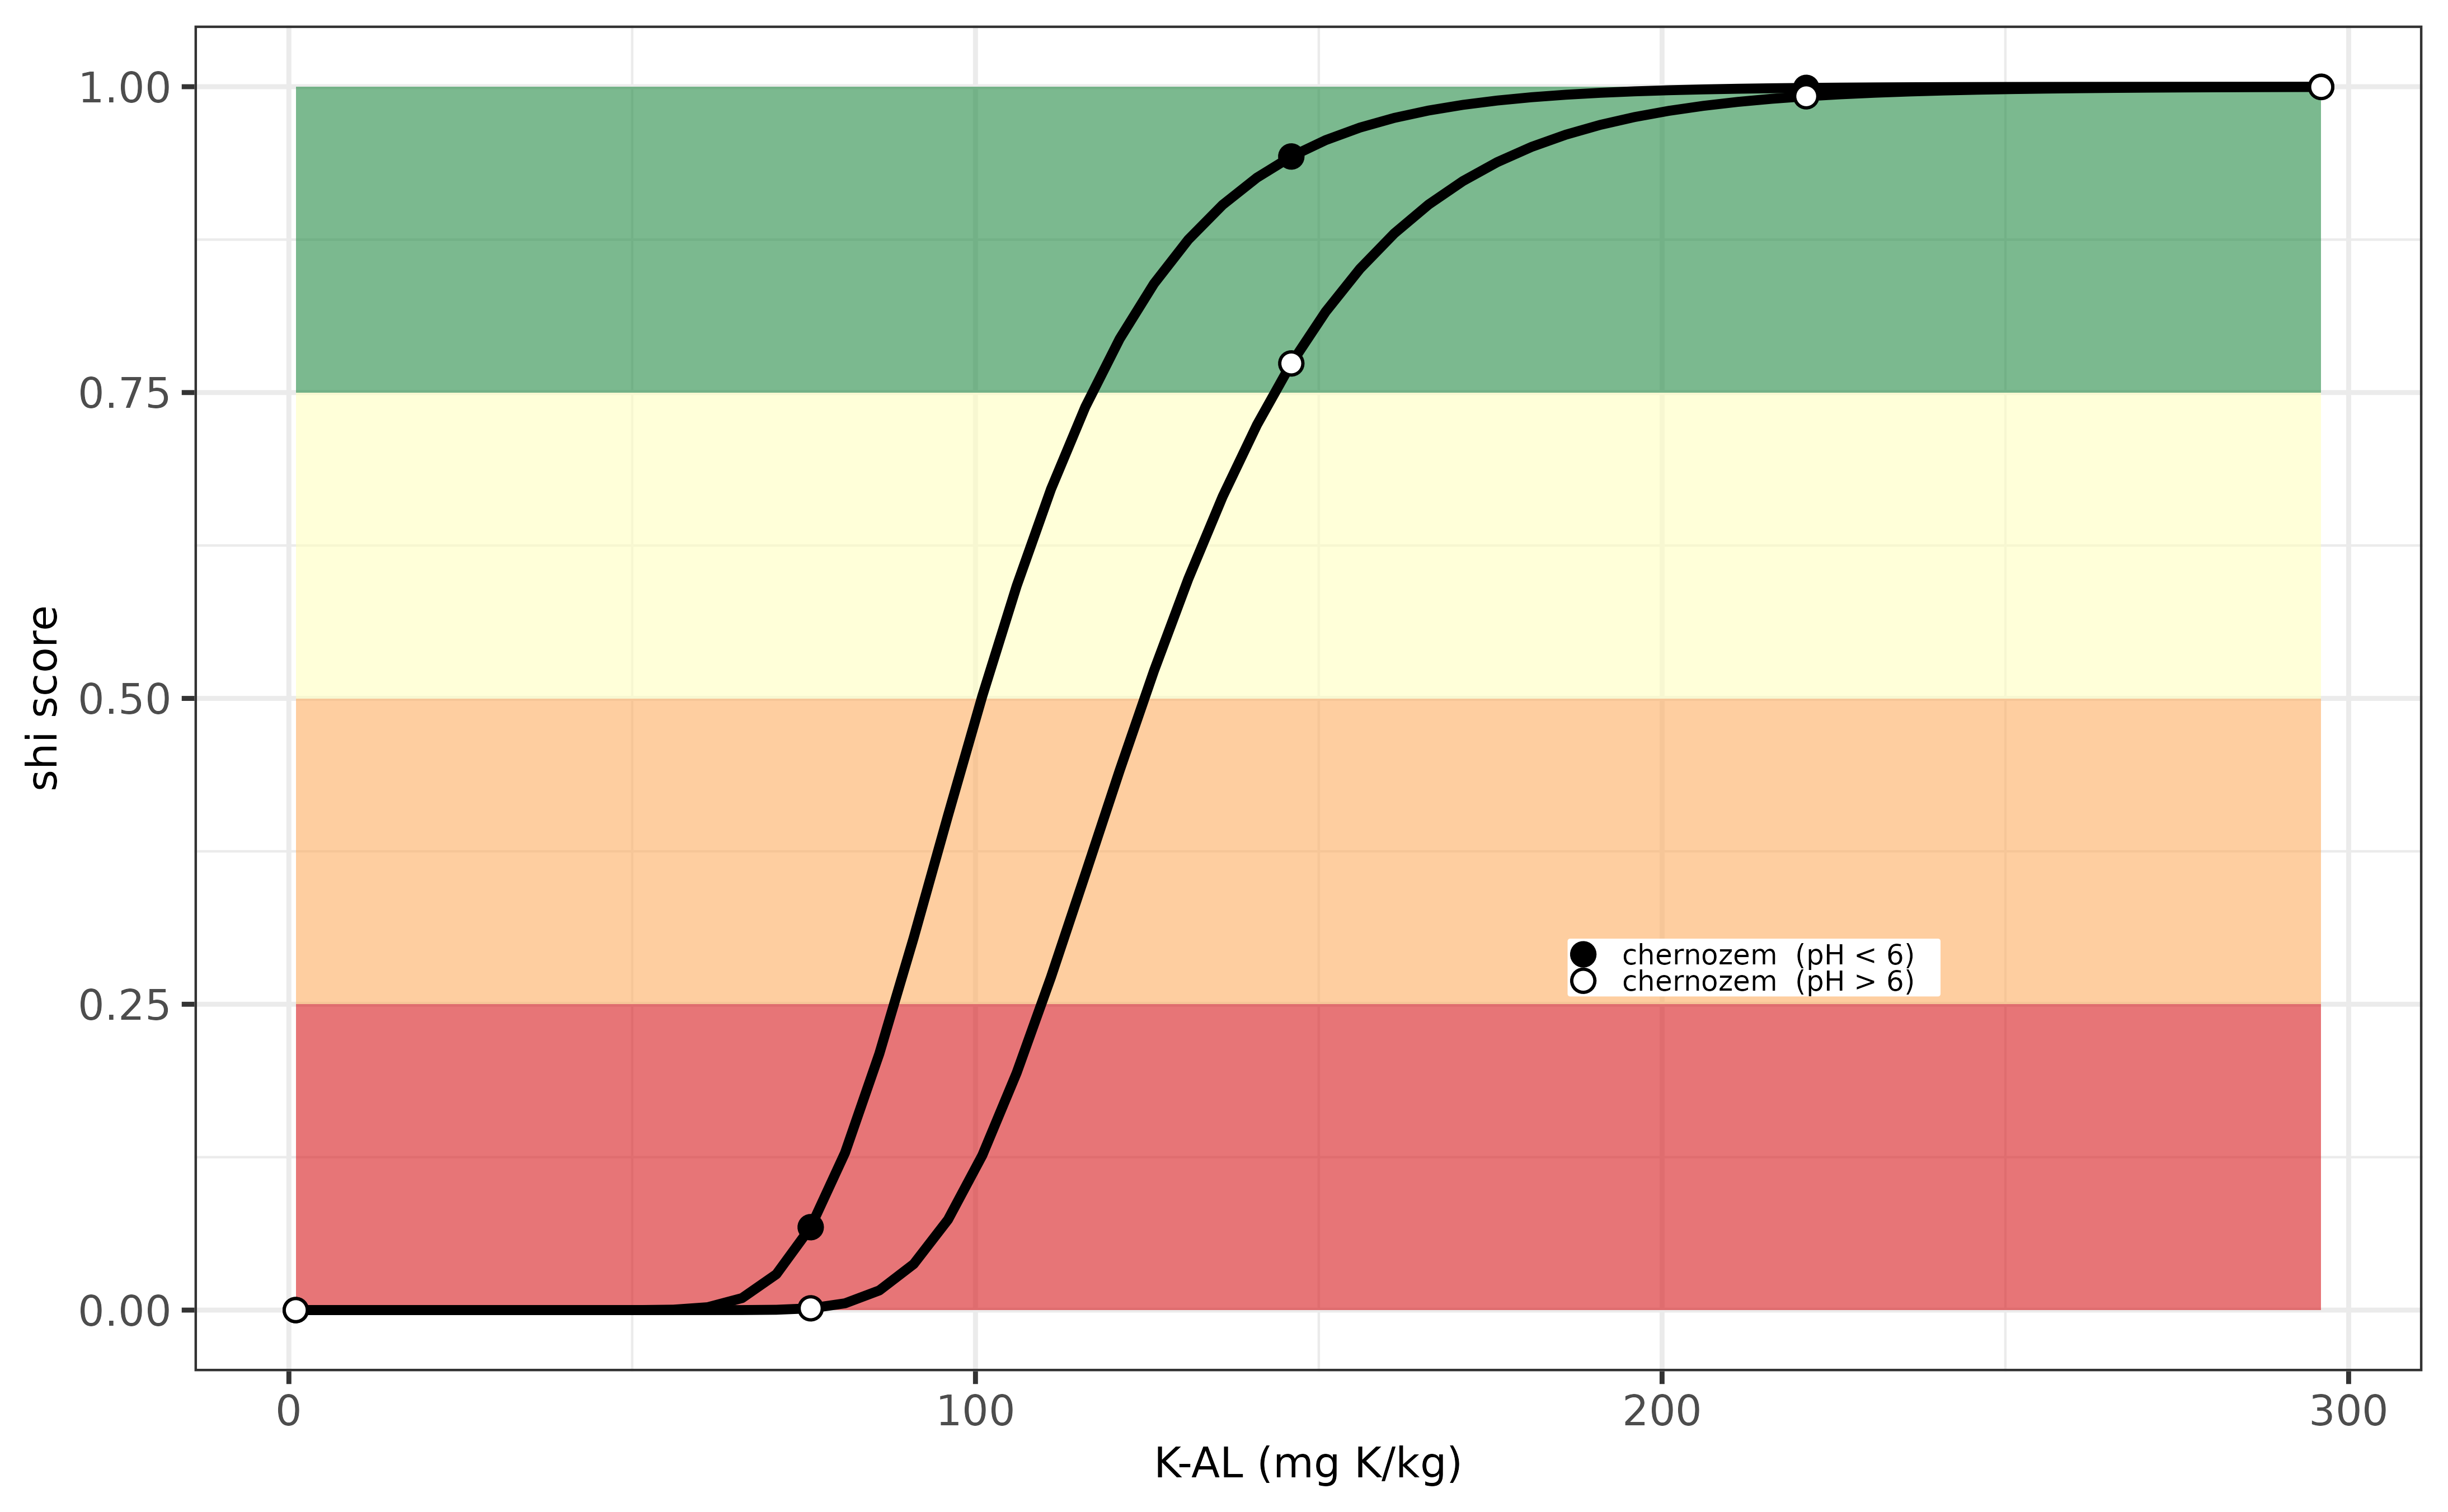 1.00
0.75
0.50
0.25
0.00
shi score
chernozem  (pH < 6)
chernozem  (pH > 6)
0 100 200 300
K-AL (mg K/kg)